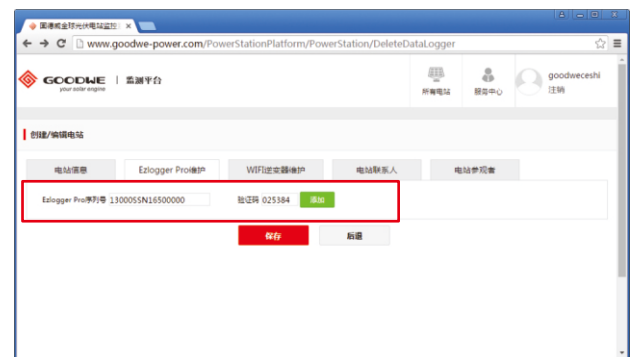 固德威全球光伏电站监控
www.goodwe-power.com/PowerStationPlatform/PowerStation/DeleteDataLogger
GOODWE | 监测平台
your solar engine
所有电站
服务中心
goodweceshi
注销
创建/编辑电站
电站信息 Ezlogger Pro维护 WIFI逆变器维护 电站联系人 电站参观者
Ezlogger Pro序列号 13000SSN16500000 验证码 025384 添加
保存 后退